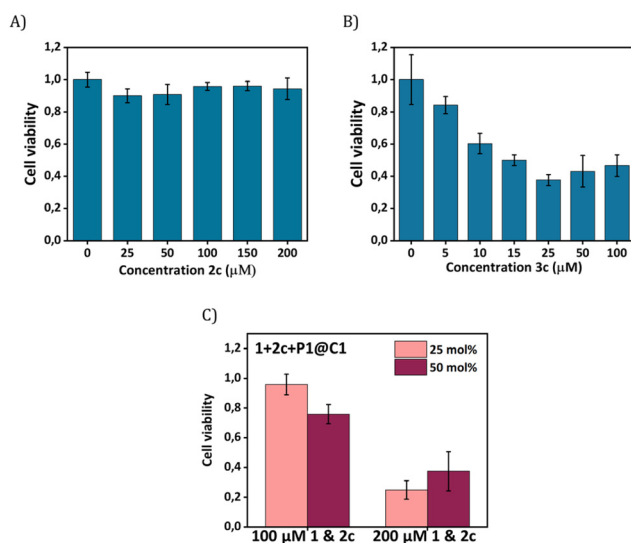 A)
1,2
1,0
0,8
0,6
0,4
0,2
0,0
Cell viability
0 25 50 100 150 200
Concentration 2c (μM)
B)
1,2
1,0
0,8
0,6
0,4
0,2
0,0
Cell viability
0 5 10 15 25 50 100
Concentration 3c (μM)
C)
1,2
1,0
0,8
0,6
0,4
0,2
0,0
Cell viability
1+2c+P1@C1
25 mol%
50 mol%
100 μM 1 & 2c 200 μM 1 & 2c